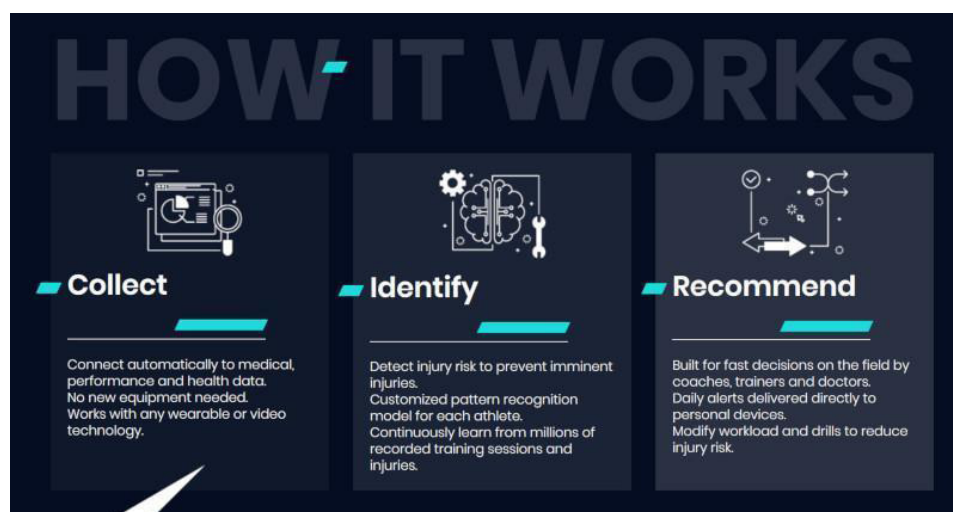 HOW IT WORKS
Collect
Connect automatically to medical,
performance and health data.
No new equipment needed.
Works with any wearable or video
technology.
Identify
Detect injury risk to prevent imminent
injuries.
Customized pattern recognition
model for each athlete.
Continuously learn from millions of
recorded training sessions and
injuries.
Recommend
Built for fast decisions on the field by
coaches, trainers and doctors.
Daily alerts delivered directly to
personal devices.
Modify workload and drills to reduce
injury risk.